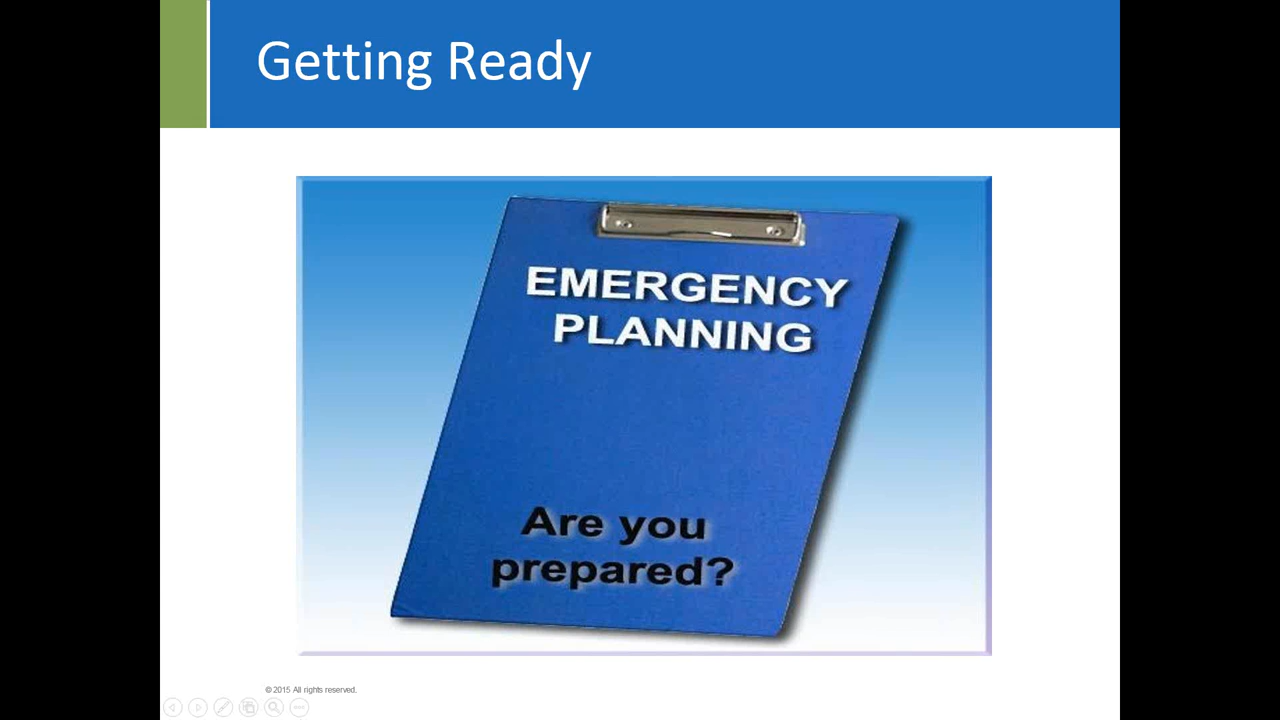 Getting Ready
EMERGENCY
PLANNING
Are you
prepared?
© 2015 All rights reserved.